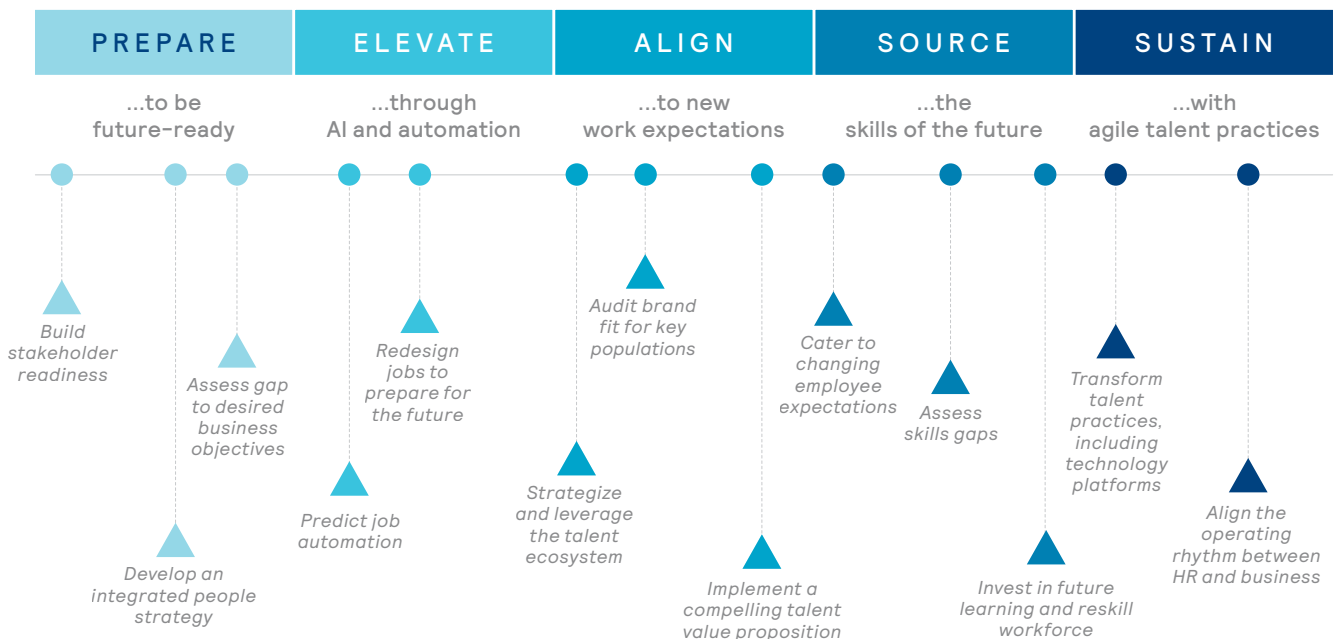 PREPARE
ELEVATE
ALIGN
SOURCE
SUSTAIN
...to be
future-ready
...through
AI and automation
...to new
work expectations
...the
skills of the future
...with
agile talent practices
Build
stakeholder
readiness
Develop an
integrated people
strategy
Assess gap
to desired
business
objectives
Predict job
automation
Redesign
jobs to
prepare for
the future
Strategize
and leverage
the talent
ecosystem
Audit brand
fit for key
populations
Implement a
compelling talent
value proposition
Cater to
changing
employee
expectations
Assess
skills gaps
Invest in future
learning and reskill
workforce
Transform
talent
practices,
including
technology
platforms
Align the
operating
rhythm between
HR and business